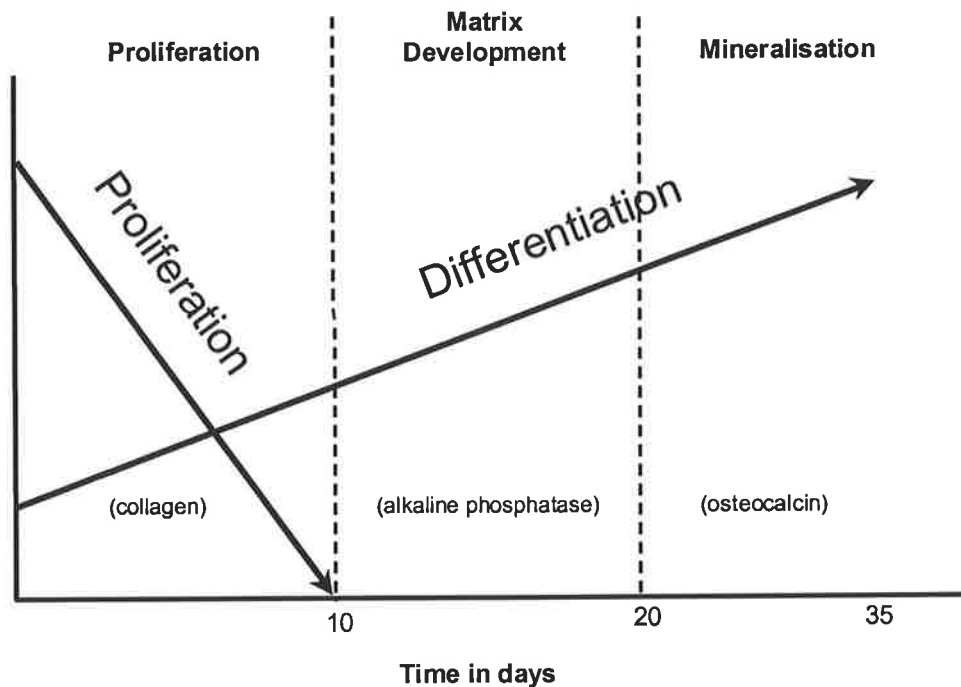 Proliferation
Matrix
Development
Mineralisation
Proliferation
Differentiation
(collagen)
(alkaline phosphatase)
(osteocalcin)
10
20
35
Time in days